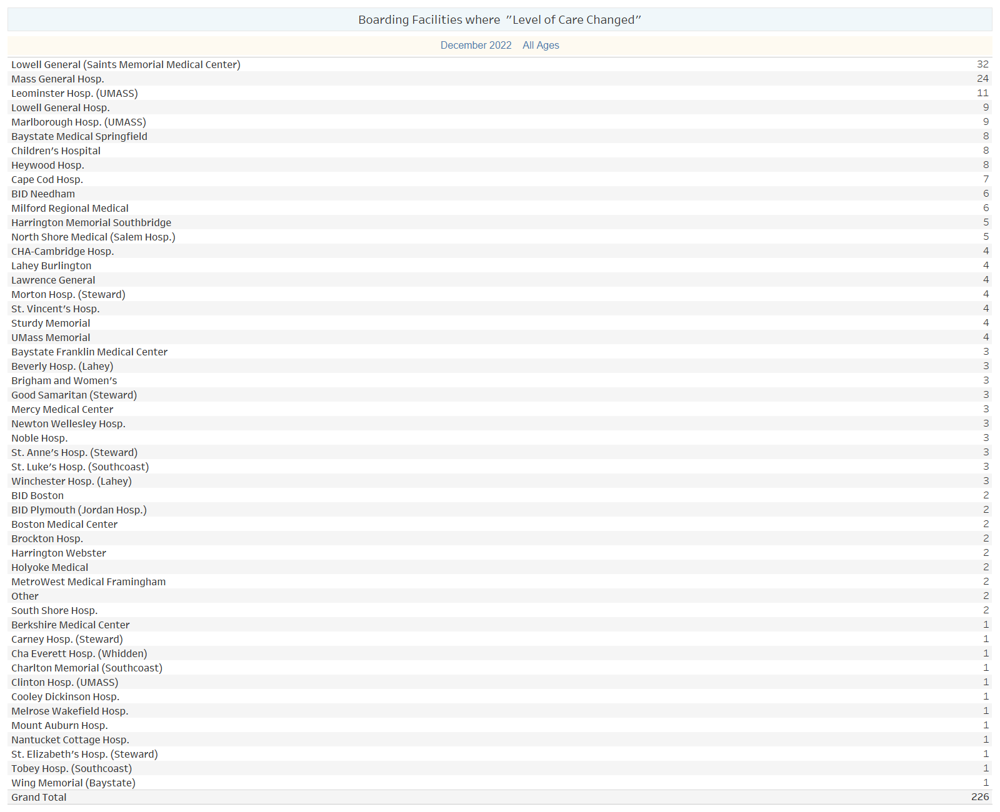 Boarding Facilities where "Level of Care Changed"
December 2022 All Ages
Lowell General (Saints Memorial Medical Center) 32
Mass General Hosp. 24
Leominster Hosp. (UMASS) 11
Lowell General Hosp. 9
Marlborough Hosp. (UMASS) 9
Baystate Medical Springfield 8
Children's Hospital 8
Heywood Hosp. 8
Cape Cod Hosp. 7
BID Needham 6
Milford Regional Medical 6
Harrington Memorial Southbridge 5
North Shore Medical (Salem Hosp.) 5
CHA-Cambridge Hosp. 4
Lahey Burlington 4
Lawrence General 4
Morton Hosp. (Steward) 4
St. Vincent's Hosp. 4
Sturdy Memorial 4
UMass Memorial 4
Baystate Franklin Medical Center 3
Beverly Hosp. (Lahey) 3
Brigham and Women's 3
Good Samaritan (Steward) 3
Mercy Medical Center 3
Newton Wellesley Hosp. 3
Noble Hosp. 3
St. Anne's Hosp. (Steward) 3
St. Luke's Hosp. (Southcoast) 3
Winchester Hosp. (Lahey) 3
BID Boston 2
BID Plymouth (Jordan Hosp.) 2
Boston Medical Center 2
Brockton Hosp. 2
Harrington Webster 2
Holyoke Medical 2
MetroWest Medical Framingham 2
Other 2
South Shore Hosp. 2
Berkshire Medical Center 1
Carney Hosp. (Steward) 1
Cha Everett Hosp. (Whidden) 1
Charlton Memorial (Southcoast) 1
Clinton Hosp. (UMASS) 1
Cooley Dickinson Hosp. 1
Melrose Wakefield Hosp. 1
Mount Auburn Hosp. 1
Nantucket Cottage Hosp. 1
St. Elizabeth's Hosp. (Steward) 1
Tobey Hosp. (Southcoast) 1
Wing Memorial (Baystate) 1
Grand Total 226